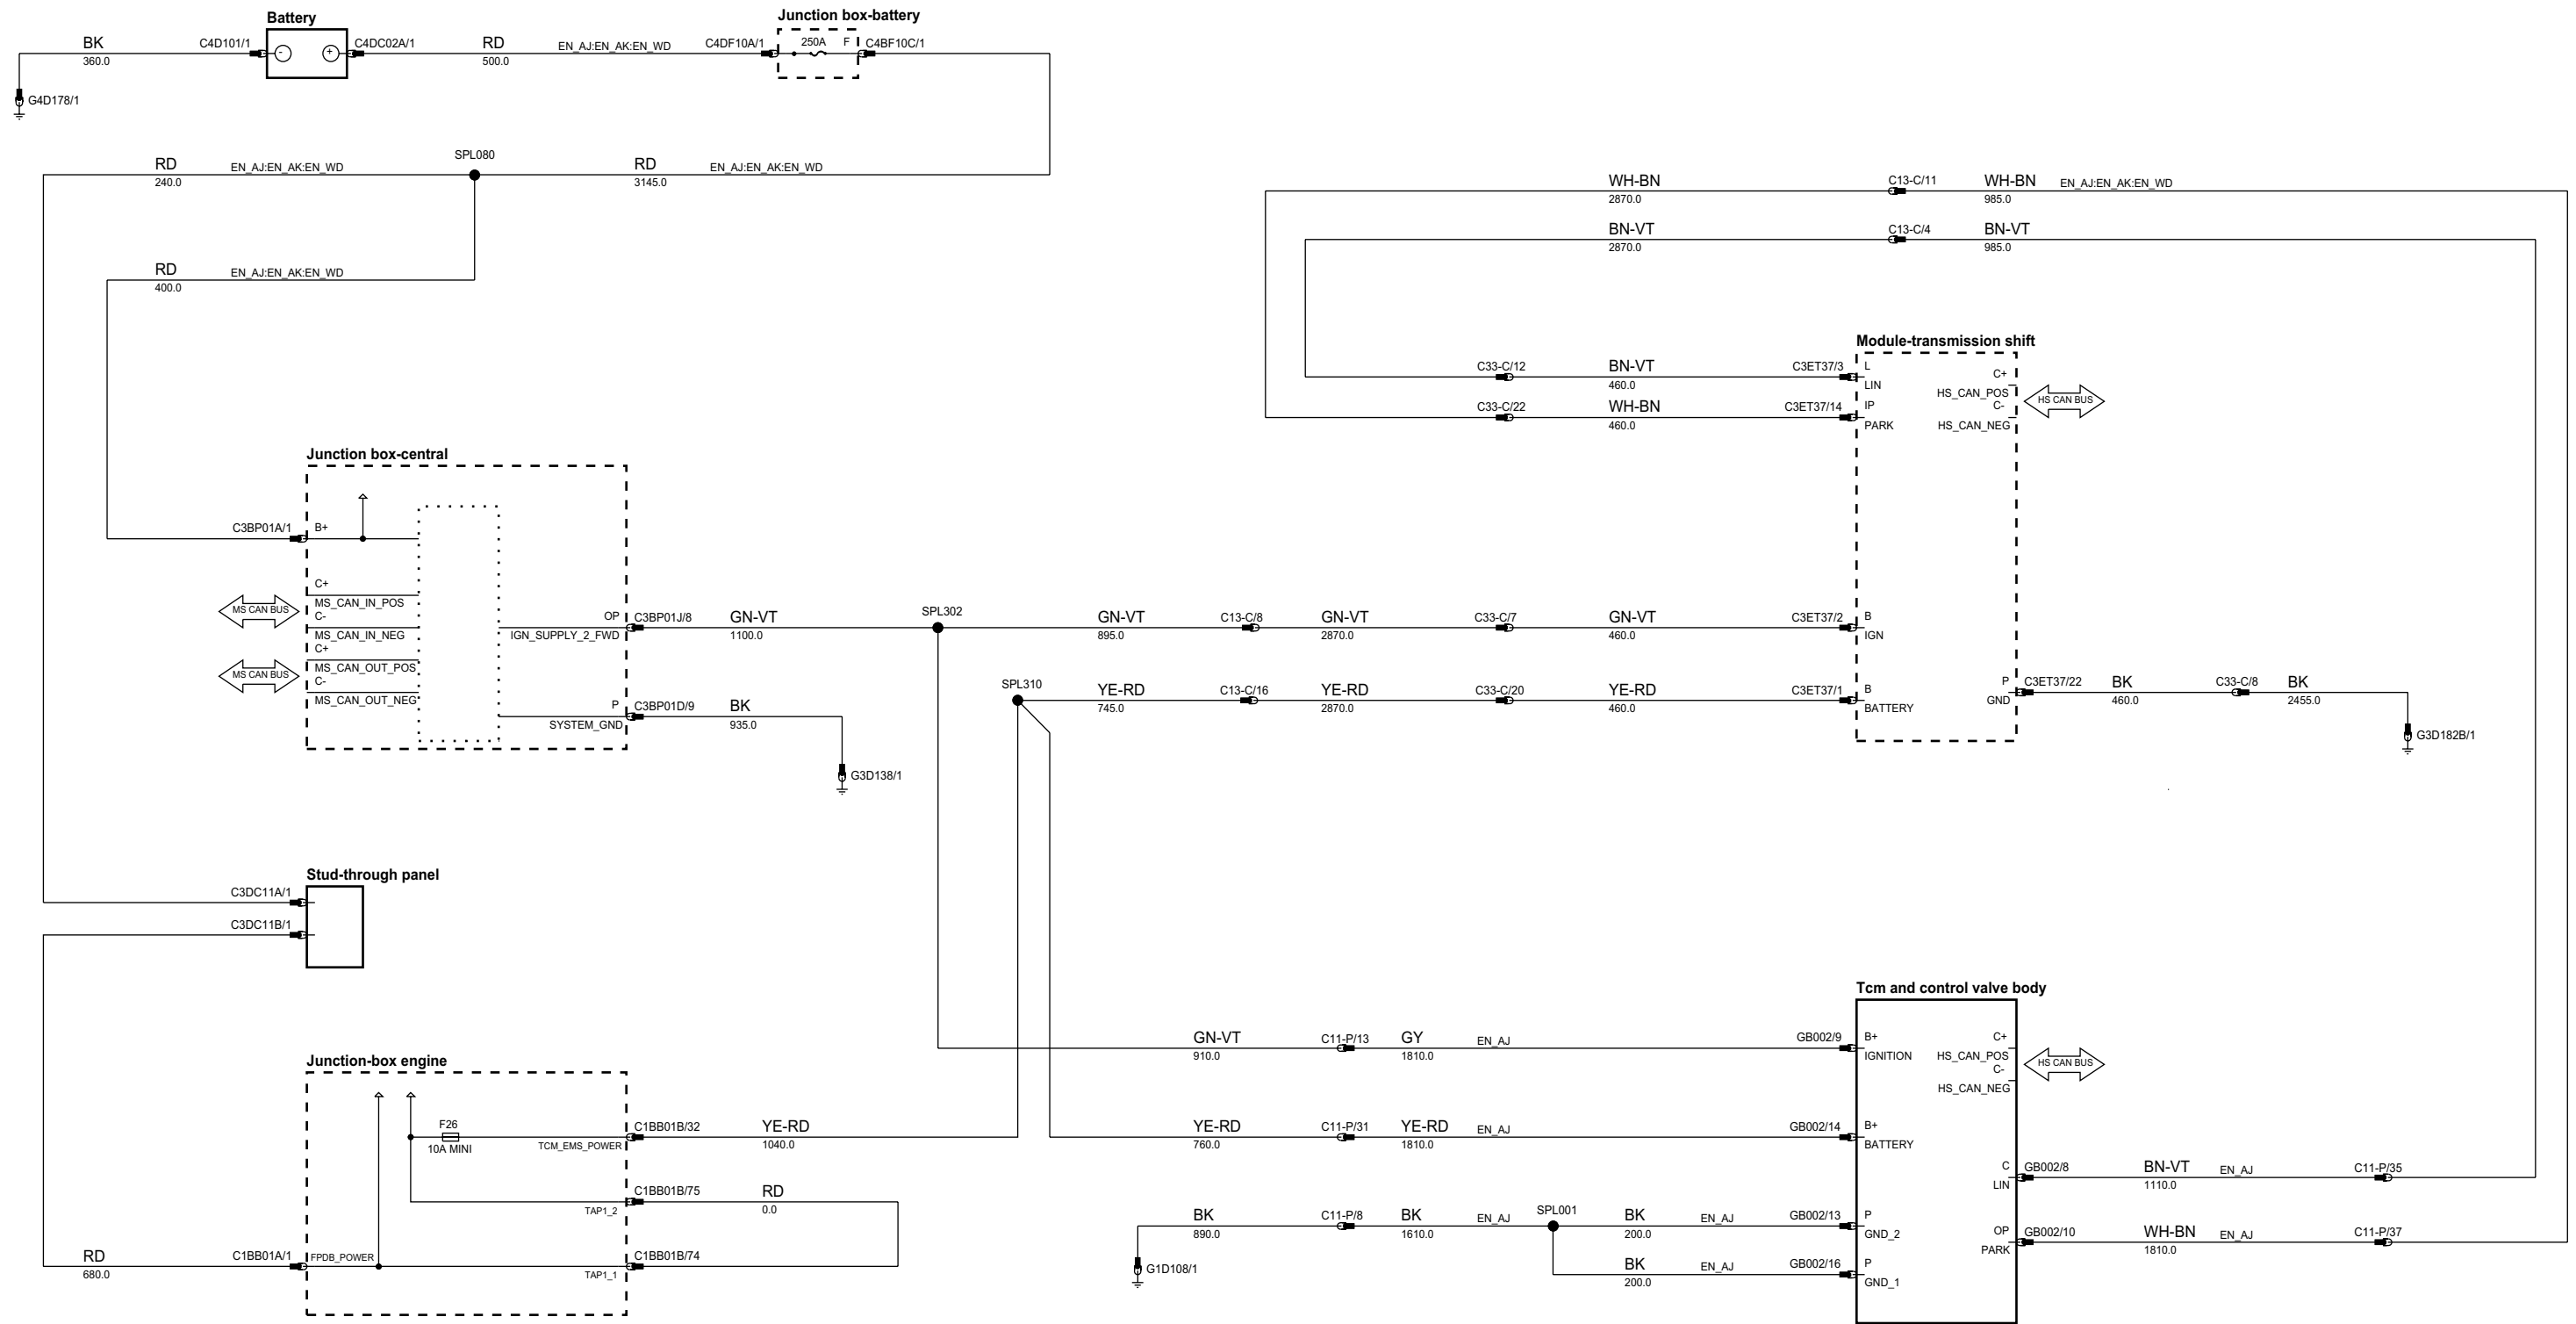 Battery
Junction box-battery
BK
360.0
C4D101/1
-
+
C4DC02A/1
RD
500.0
EN_AJ:EN_AK:EN_WD
C4DF10A/1
250A
F
C4BF10C/1
G4D178/1
RD
240.0
EN_AJ:EN_AK:EN_WD
SPL080
RD
3145.0
EN_AJ:EN_AK:EN_WD
RD
400.0
EN_AJ:EN_AK:EN_WD
WH-BN
2870.0
C13-C/11
WH-BN
985.0
EN_AJ:EN_AK:EN_WD
BN-VT
2870.0
C13-C/4
BN-VT
985.0
Module-transmission shift
C33-C/12
BN-VT
460.0
C3ET37/3
L
LIN
C33-C/22
WH-BN
460.0
C3ET37/14
IP
PARK
C+
HS_CAN_POS
C-
HS_CAN_NEG
HS CAN BUS
Junction box-central
C3BP01A/1
B+
C+
MS_CAN_IN_POS
C-
MS_CAN_IN_NEG
MS CAN BUS
C+
MS_CAN_OUT_POS
C-
MS_CAN_OUT_NEG
MS CAN BUS
OP
IGN_SUPPLY_2_FWD
C3BP01J/8
GN-VT
1100.0
SPL302
GN-VT
895.0
C13-C/8
GN-VT
2870.0
C33-C/7
GN-VT
460.0
C3ET37/2
B
IGN
P
SYSTEM_GND
C3BP01D/9
BK
935.0
G3D138/1
SPL310
YE-RD
745.0
C13-C/16
YE-RD
2870.0
C33-C/20
YE-RD
460.0
C3ET37/1
B
BATTERY
P
GND
C3ET37/22
BK
460.0
C33-C/8
BK
2455.0
G3D182B/1
Stud-through panel
C3DC11A/1
C3DC11B/1
Tcm and control valve body
GN-VT
910.0
C11-P/13
GY
1810.0
EN_AJ
GB002/9
B+
IGNITION
C+
HS_CAN_POS
C-
HS_CAN_NEG
HS CAN BUS
Junction-box engine
F26
10A MINI
TCM_EMS_POWER
C1BB01B/32
YE-RD
1040.0
YE-RD
760.0
C11-P/31
YE-RD
1810.0
EN_AJ
GB002/14
B+
BATTERY
C
LIN
GB002/8
BN-VT
1110.0
EN_AJ
C11-P/35
TAP1_2
C1BB01B/75
RD
0.0
BK
890.0
C11-P/8
BK
1610.0
EN_AJ
SPL001
BK
200.0
EN_AJ
GB002/13
P
GND_2
OP
PARK
GB002/10
WH-BN
1810.0
EN_AJ
C11-P/37
RD
680.0
C1BB01A/1
FPDB_POWER
TAP1_1
C1BB01B/74
G1D108/1
BK
200.0
EN_AJ
GB002/16
P
GND_1